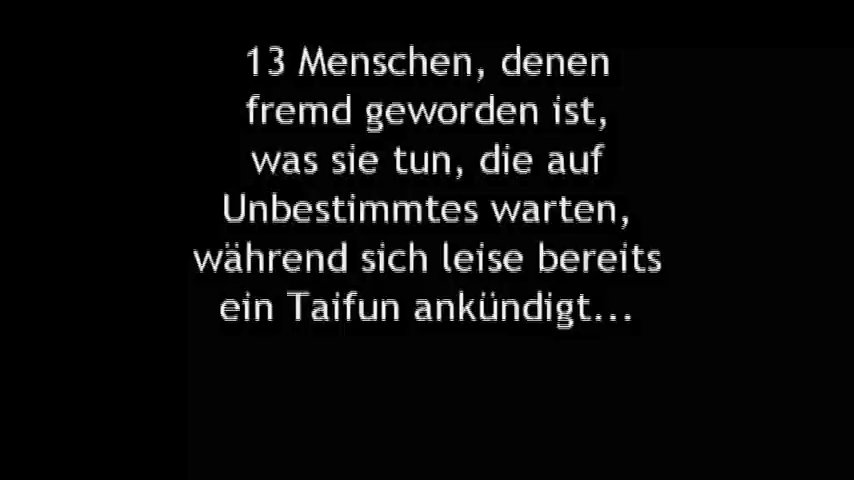 13 Menschen, denen
fremd geworden ist,
was sie tun, die auf
Unbestimmtes warten,
während sich leise bereits
ein Taifun ankündigt...